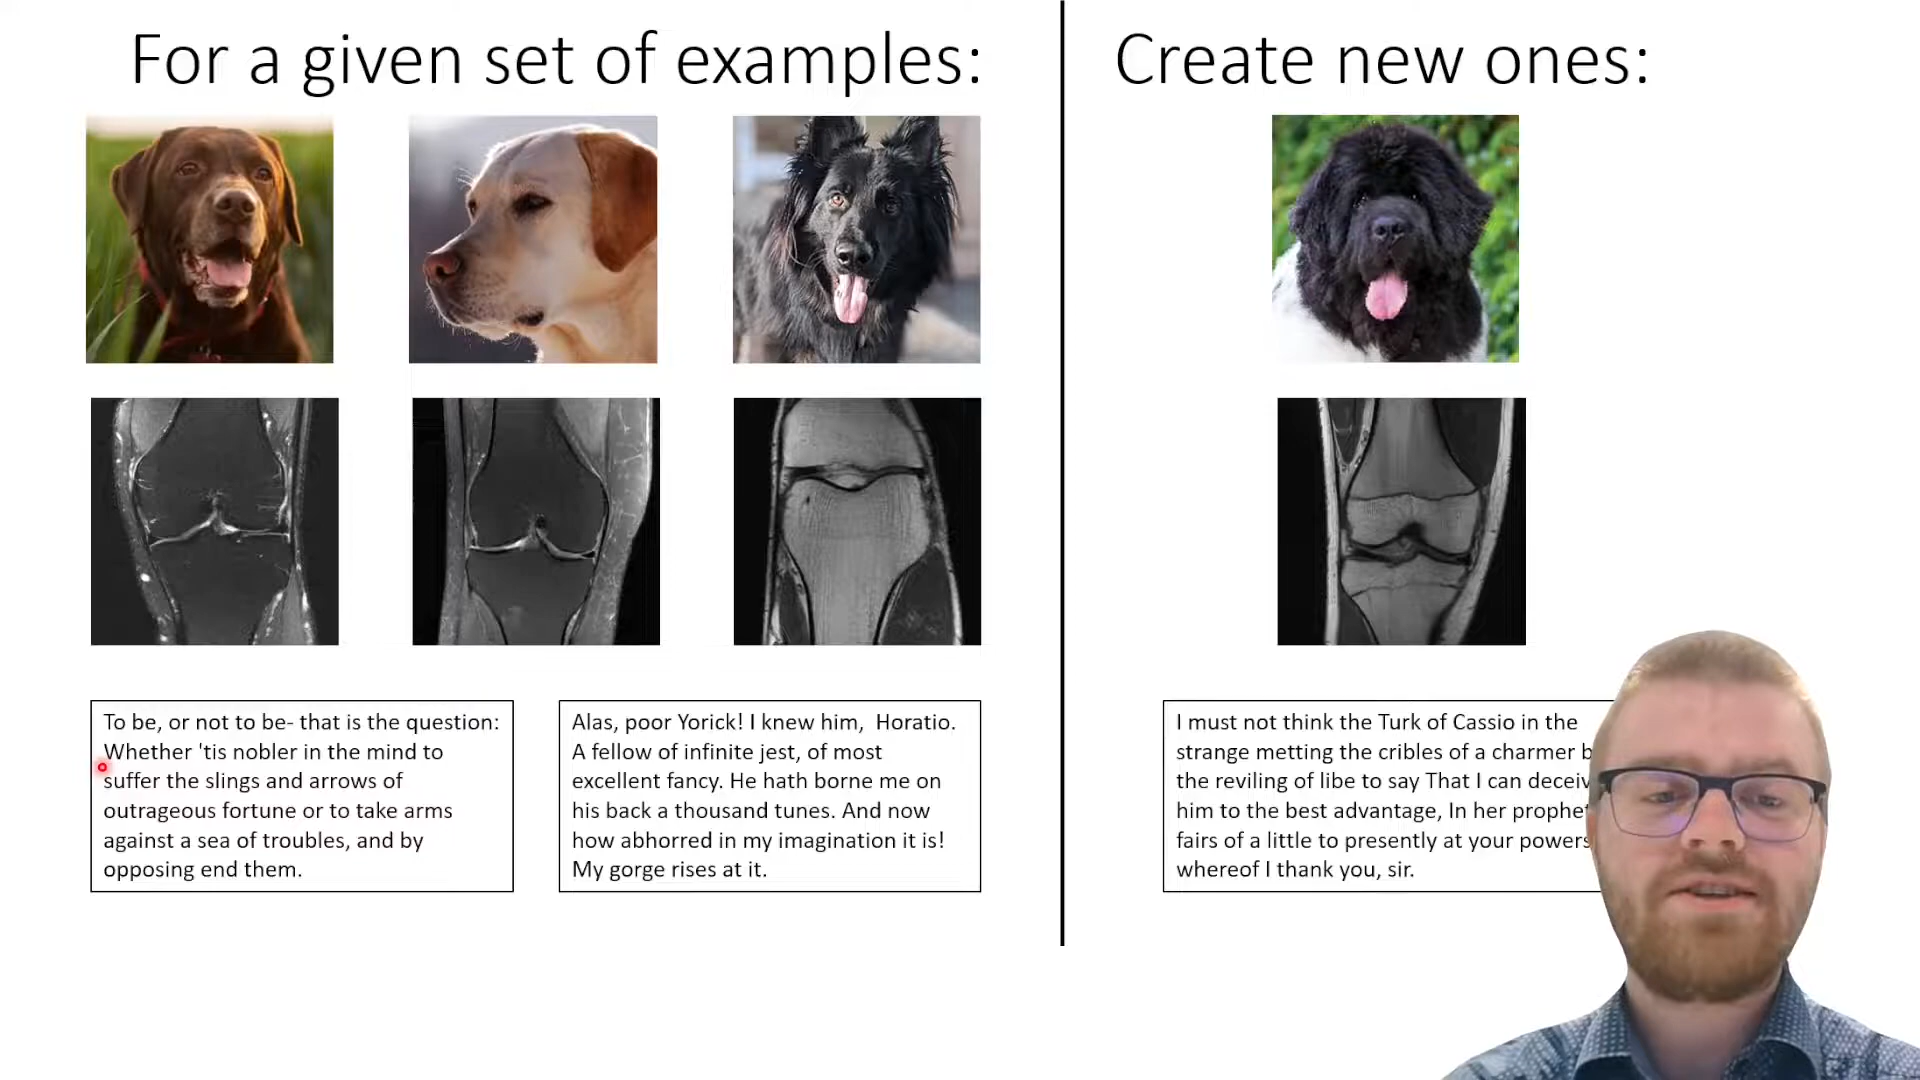 For a given set of examples:
Create new ones:
To be, or not to be- that is the question:
Whether 'tis nobler in the mind to
suffer the slings and arrows of
outrageous fortune or to take arms
against a sea of troubles, and by
opposing end them.
Alas, poor Yorick! I knew him, Horatio.
A fellow of infinite jest, of most
excellent fancy. He hath borne me on
his back a thousand tunes. And now
how abhorred in my imagination it is!
My gorge rises at it.
I must not think the Turk of Cassio in the
strange metting the cribles of a charmer
the reviling of libe to say That I can
him to the best advantage, In her
fairs of a little to presently at your powers
whereof I thank you, sir.